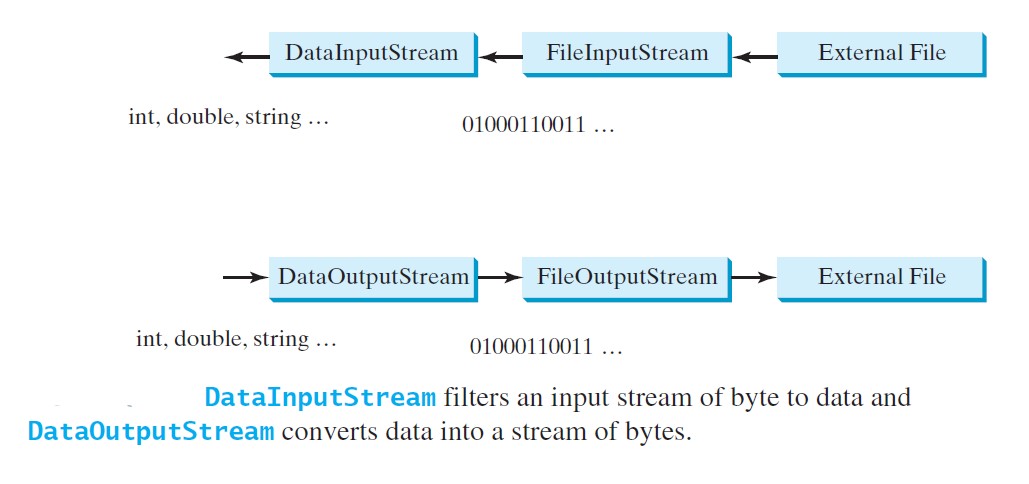 DataInputStream FileInputStream External File
int, double, string …
01000110011 …
DataOutputStream FileOutputStream External File
int, double, string …
01000110011 …
DataInputStream filters an input stream of byte to data and
DataOutputStream converts data into a stream of bytes.